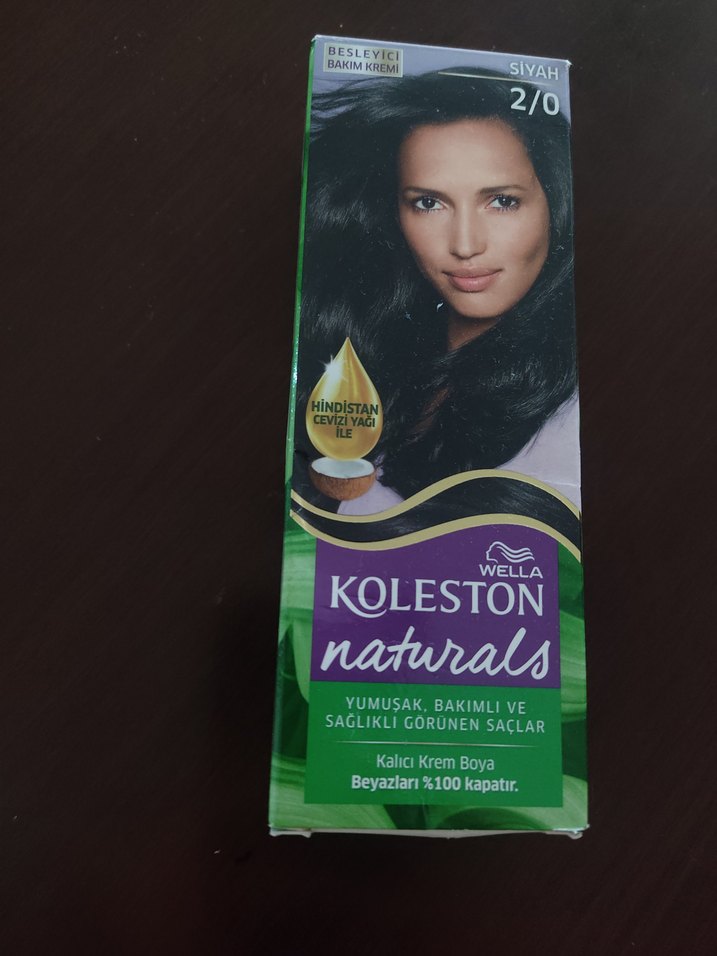 BESLEYİCİ
BAKIM KREMİ
SİYAH
2/0
HİNDİSTAN
CEVİZİ YAĞI
İLE
WELLA
KOLESTON
naturals
YUMUŞAK, BAKIMLI VE
SAĞLIKLI GÖRÜNEN SAÇLAR
Kalıcı Krem Boya
Beyazları %100 kapatır.